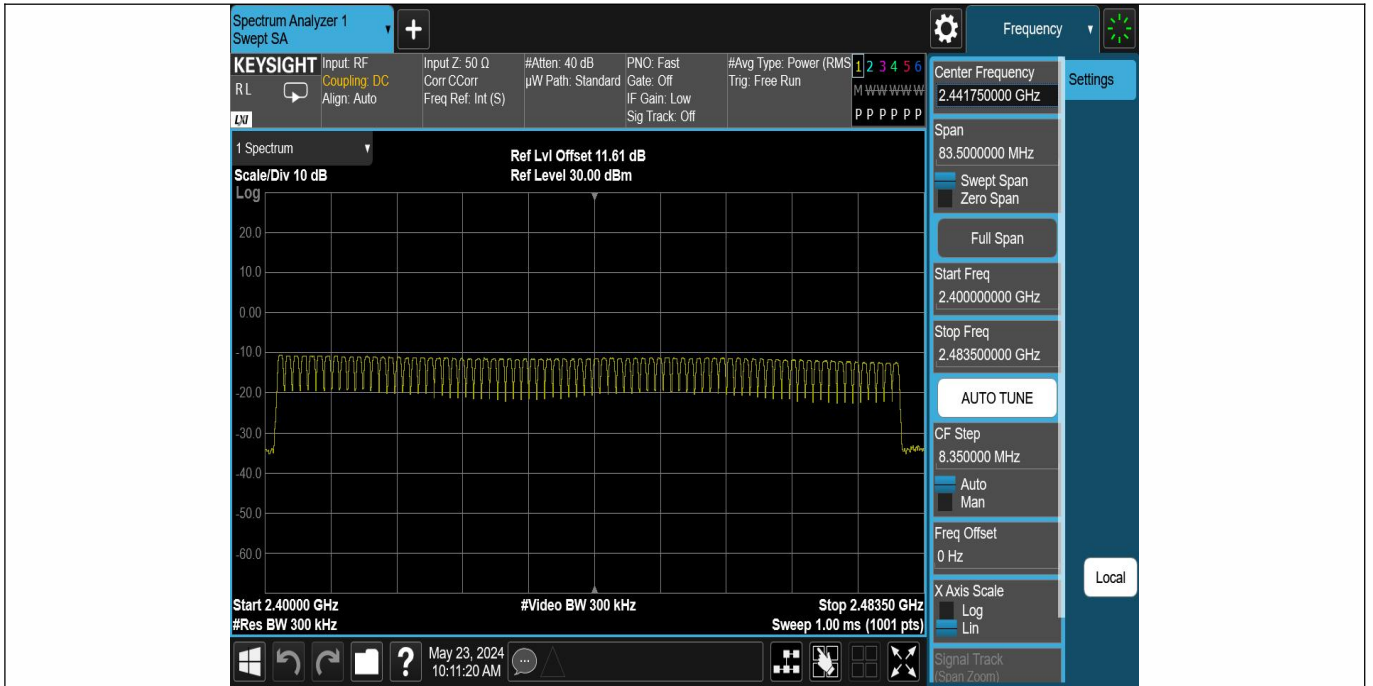 Spectrum Analyzer 1
Swept SA
+
Frequency
KEYSIGHT
RL
LXI
Input: RF
Coupling: DC
Align: Auto
Input Z: 50 Ω
Corr CCorr
Freq Ref: Int (S)
#Atten: 40 dB
µW Path: Standard
PNO: Fast
Gate: Off
IF Gain: Low
Sig Track: Off
#Avg Type: Power (RMS
Trig: Free Run
1 2 3 4 5 6
M W W W W W
P P P P P P
1 Spectrum
Scale/Div 10 dB
Ref Lvl Offset 11.61 dB
Ref Level 30.00 dBm
Log
20.0
10.0
0.00
-10.0
-20.0
-30.0
-40.0
-50.0
-60.0
Start 2.40000 GHz
#Res BW 300 kHz
#Video BW 300 kHz
Stop 2.48350 GHz
Sweep 1.00 ms (1001 pts)
Center Frequency
2.441750000 GHz
Settings
Span
83.5000000 MHz
Swept Span
Zero Span
Full Span
Start Freq
2.400000000 GHz
Stop Freq
2.483500000 GHz
AUTO TUNE
CF Step
8.350000 MHz
Auto
Man
Freq Offset
0 Hz
X Axis Scale
Log
Lin
Signal Track
(Span Zoom)
Local
?
May 23, 2024
10:11:20 AM